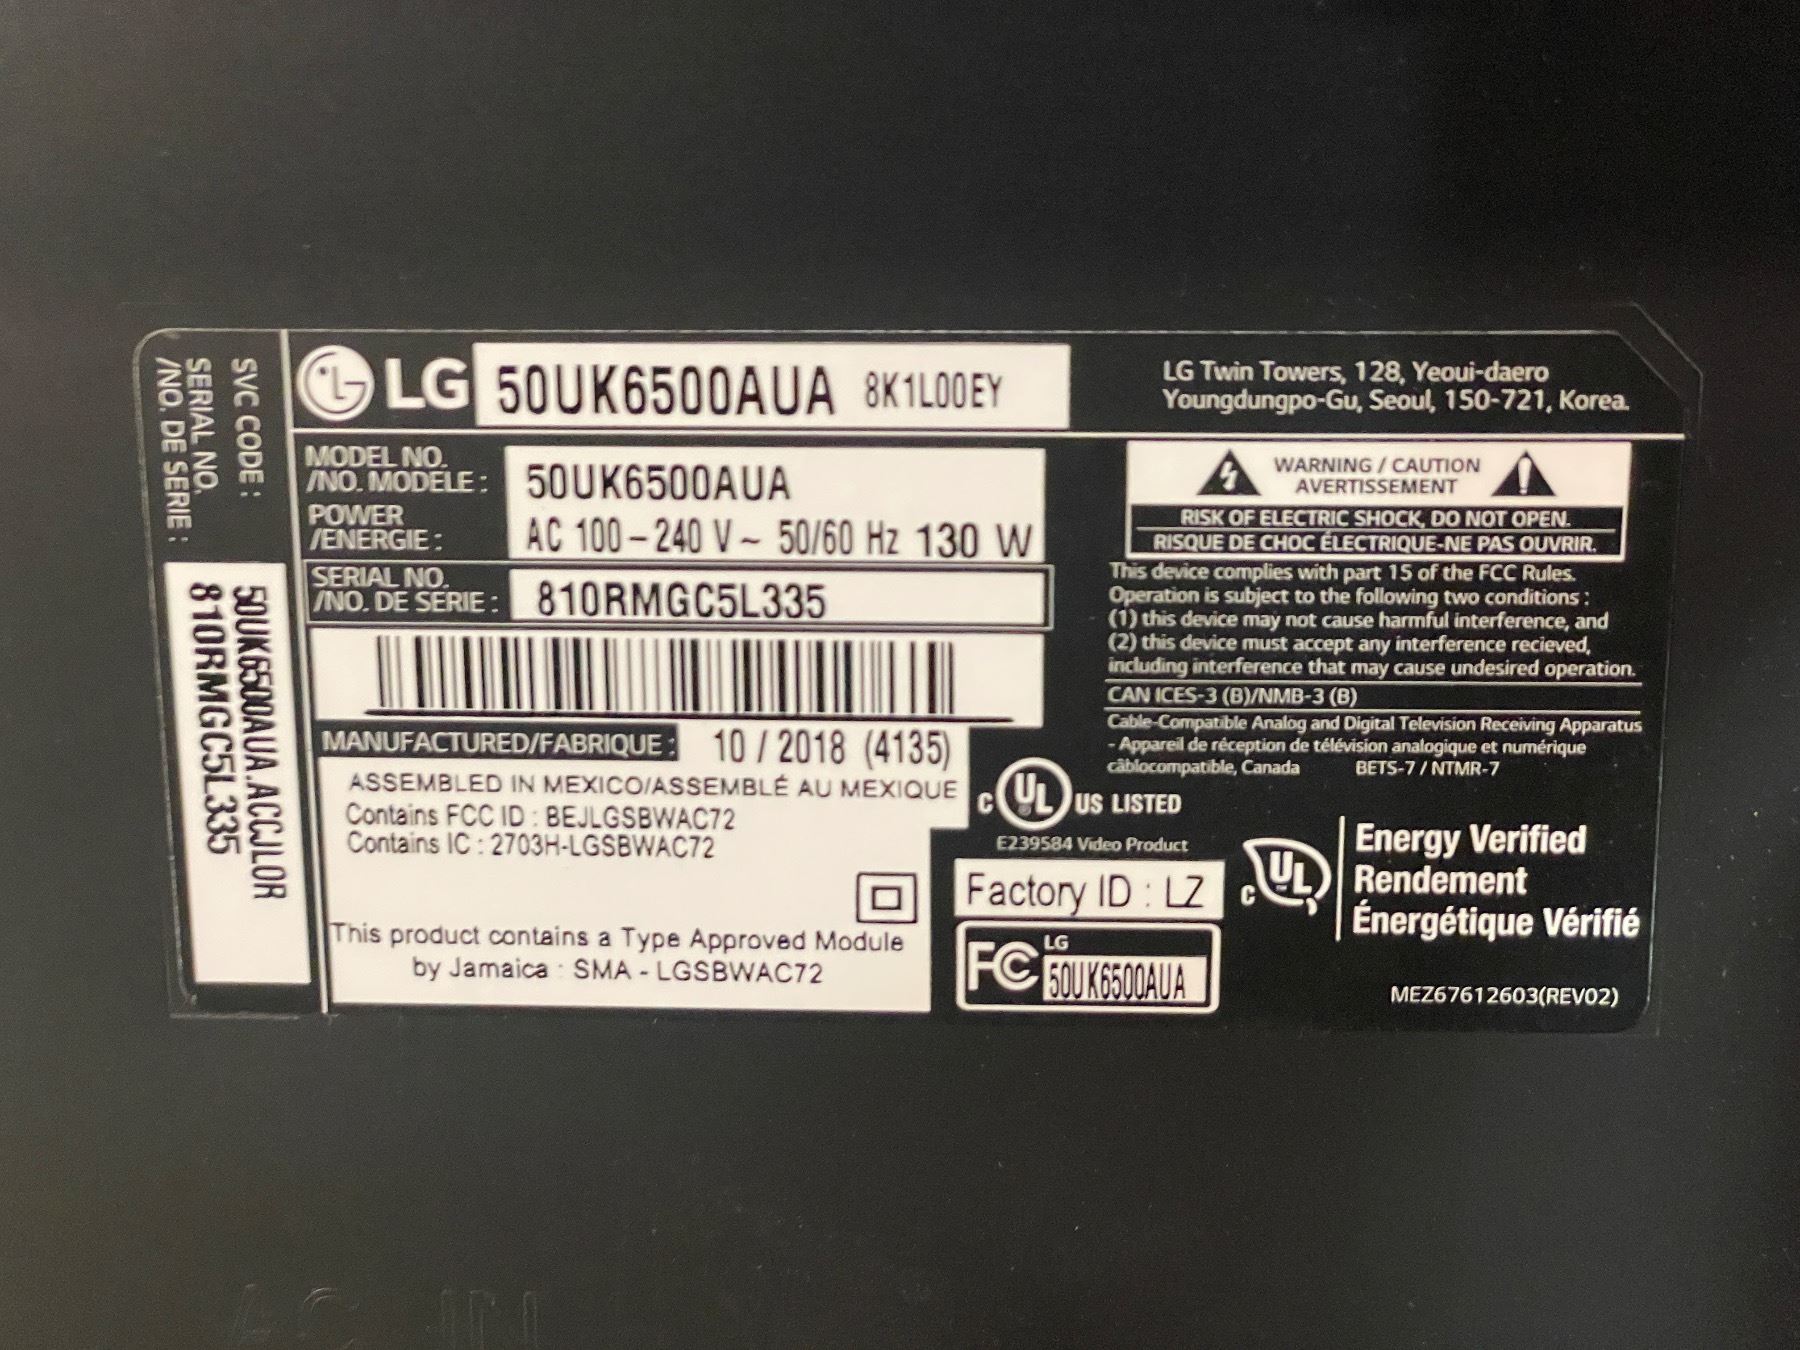 SVC CODE : 50UK6500AUA.ACCJLOR
SERIAL NO.
/NO. DE SERIE : 810RMGC5L335
LG 50UK6500AUA 8K1L00EY
MODEL NO.
/NO. MODELE : 50UK6500AUA
POWER
/ENERGIE : AC 100 – 240 V ~ 50/60 Hz 130 W
SERIAL NO.
/NO. DE SERIE : 810RMGC5L335
MANUFACTURED/FABRIQUE : 10 / 2018 (4135)
ASSEMBLED IN MEXICO/ASSEMBLÉ AU MEXIQUE
Contains FCC ID : BEJLGSBWAC72
Contains IC : 2703H-LGSBWAC72
This product contains a Type Approved Module
by Jamaica : SMA - LGSBWAC72
LG Twin Towers, 128, Yeoui-daero
Youngdungpo-Gu, Seoul, 150-721, Korea.
WARNING / CAUTION
AVERTISSEMENT
RISK OF ELECTRIC SHOCK, DO NOT OPEN.
RISQUE DE CHOC ÉLECTRIQUE-NE PAS OUVRIR.
This device complies with part 15 of the FCC Rules.
Operation is subject to the following two conditions :
(1) this device may not cause harmful interference, and
(2) this device must accept any interference recieved,
including interference that may cause undesired operation.
CAN ICES-3 (B)/NMB-3 (B)
Cable-Compatible Analog and Digital Television Receiving Apparatus
- Appareil de réception de télévision analogique et numérique
câblocompatible, Canada BETS-7 / NTMR-7
C UL US LISTED
E239584 Video Product
Factory ID : LZ
FC LG
50UK6500AUA
C UL
Energy Verified
Rendement
Énergétique Vérifié
MEZ67612603(REV02)
AC IN